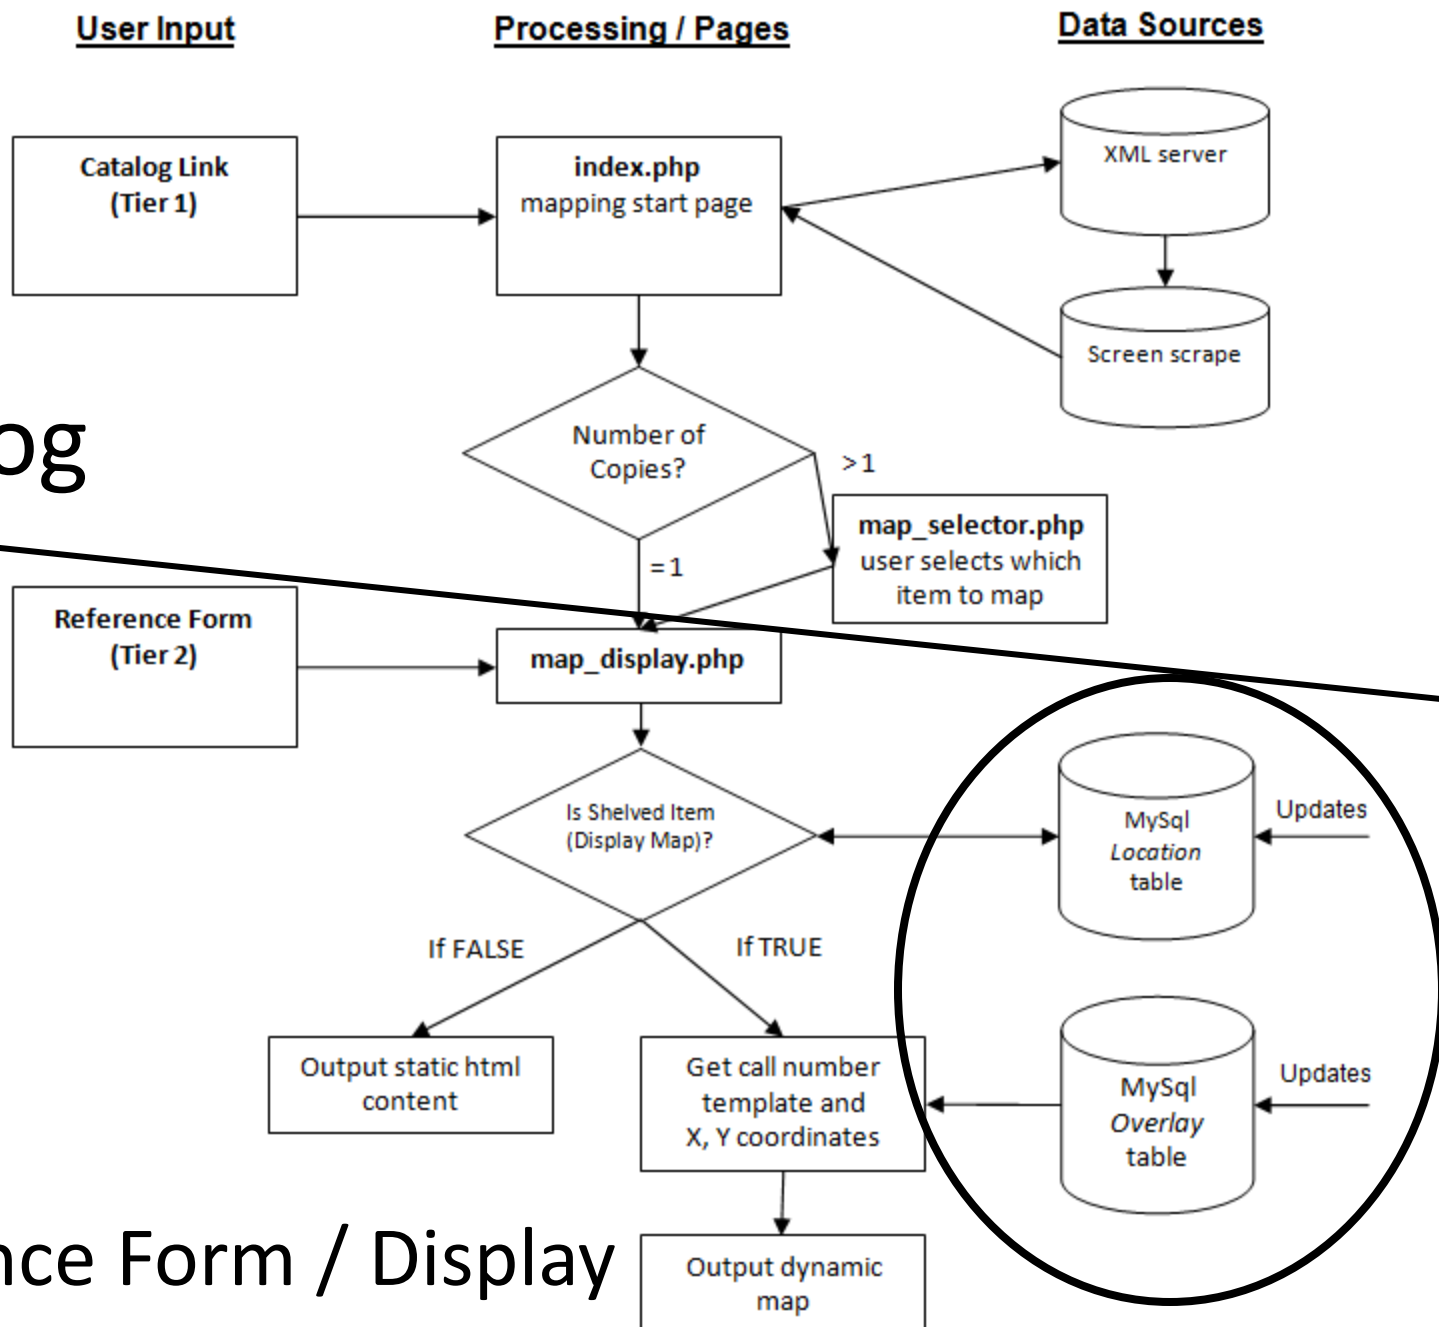 User Input
Processing / Pages
Data Sources
Catalog Link
(Tier 1)
index.php
mapping start page
XML server
Screen scrape
og
Number of
Copies?
>1
=1
map_selector.php
user selects which
item to map
Reference Form
(Tier 2)
map_display.php
Is Shelved Item
(Display Map)?
MySql
Location
table
Updates
If FALSE
If TRUE
Output static html
content
Get call number
template and
X, Y coordinates
MySql
Overlay
table
Updates
nce Form / Display
Output dynamic
map